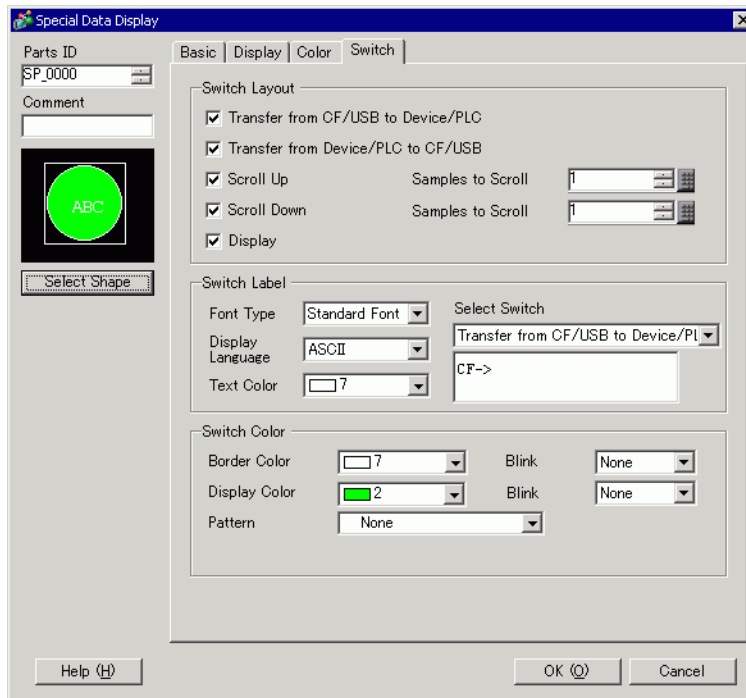 Special Data Display
Parts ID
SP_0000
Comment
ABC
Select Shape
Basic Display Color Switch
Switch Layout
Transfer from CF/USB to Device/PLC
Transfer from Device/PLC to CF/USB
Scroll Up Samples to Scroll 1
Scroll Down Samples to Scroll 1
Display
Switch Label
Font Type Standard Font
Display Language ASCII
Text Color 7
Select Switch
Transfer from CF/USB to Device/PL
CF->
Switch Color
Border Color 7 Blink None
Display Color 2 Blink None
Pattern None
Help (H) OK (O) Cancel